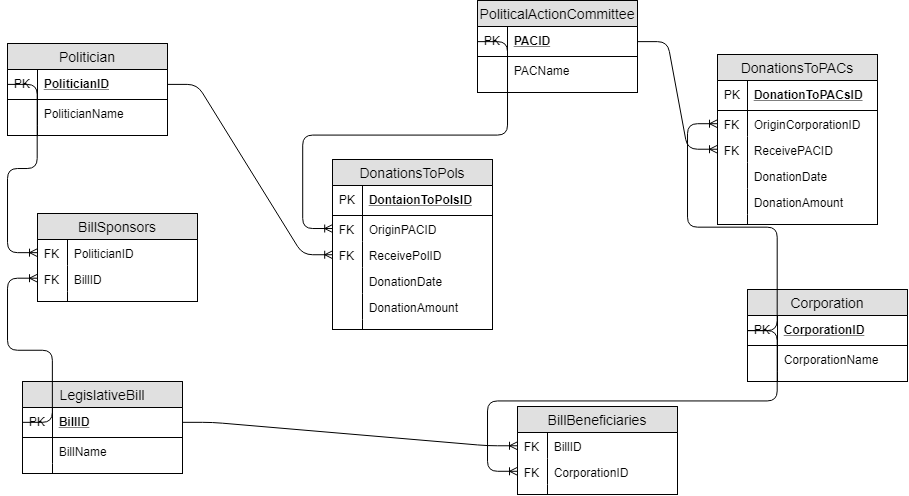 PoliticalActionCommittee
PK PACID
PACName
Politician
PK PoliticianID
PoliticianName
DonationsToPACs
PK DonationToPACsID
FK OriginCorporationID
FK ReceivePACID
DonationDate
DonationAmount
DonationsToPols
PK DontaionToPolsID
FK OriginPACID
FK ReceivePolID
DonationDate
DonationAmount
BillSponsors
FK PoliticianID
FK BillID
Corporation
PK CorporationID
CorporationName
LegislativeBill
PK BillID
BillName
BillBeneficiaries
FK BillID
FK CorporationID